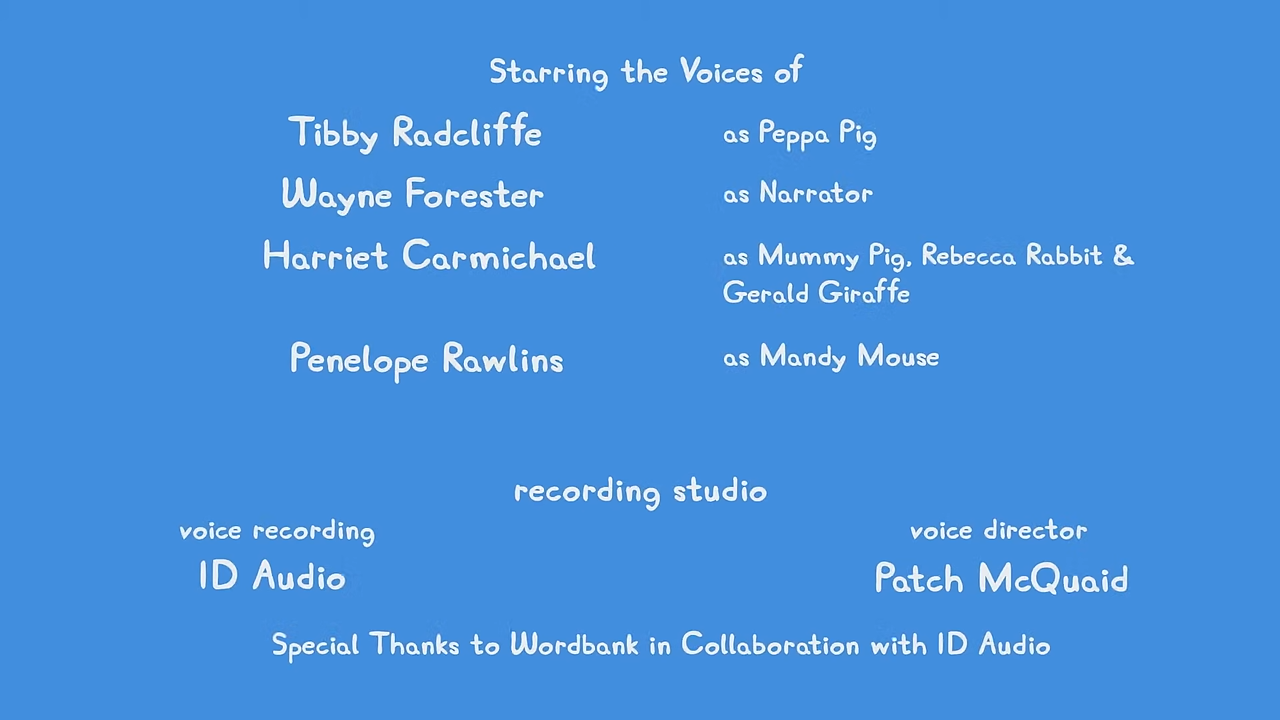 Starring the Voices of
Tibby Radcliffe as Peppa Pig
Wayne Forester as Narrator
Harriet Carmichael as Mummy Pig, Rebecca Rabbit &
Gerald Giraffe
Penelope Rawlins as Mandy Mouse
recording studio
voice recording voice director
ID Audio Patch McQuaid
Special Thanks to Wordbank in Collaboration with ID Audio